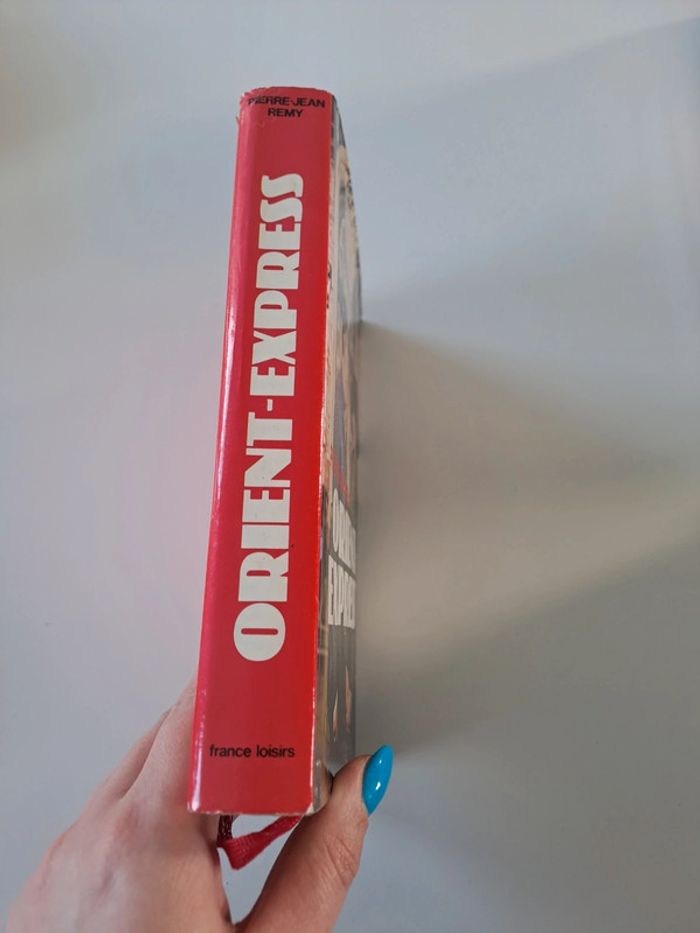 PIERRE-JEAN
REMY
ORIENT-EXPRESS
france loisirs